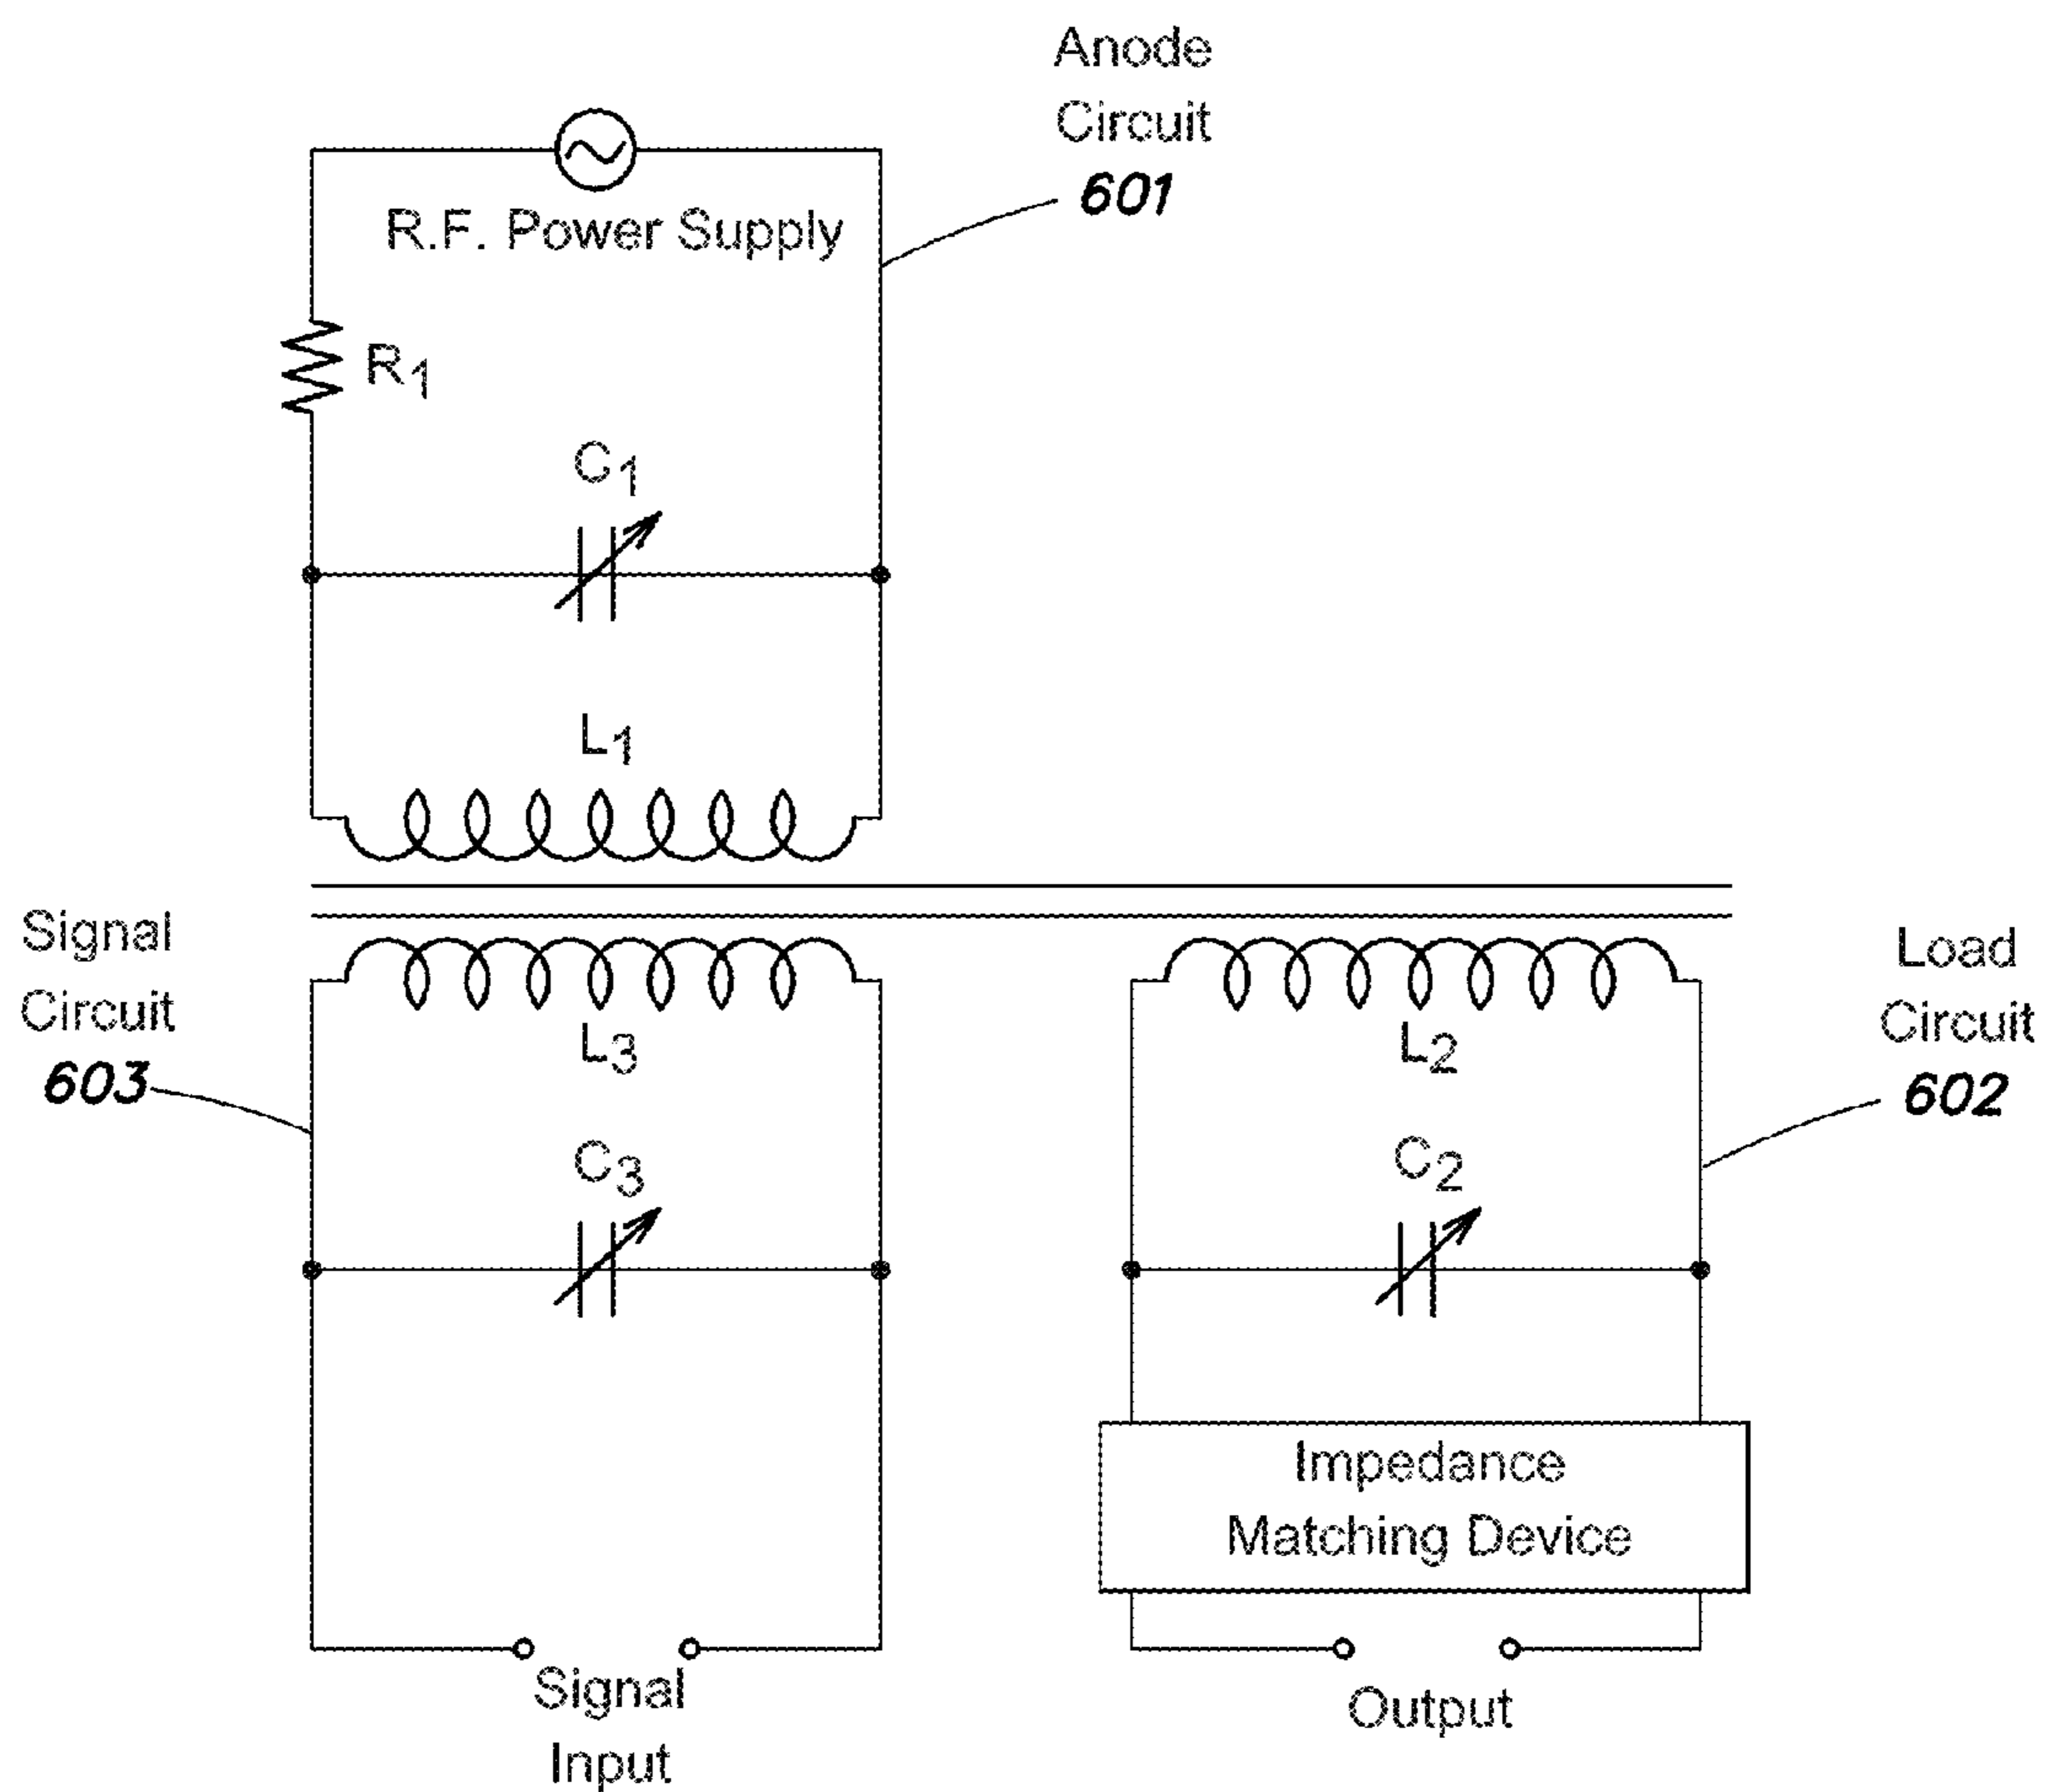 Anode
Circuit
601
R.F. Power Supply
R1
C1
L1
Signal
Circuit
603
L3
C3
Load
Circuit
602
L2
C2
Impedance
Matching Device
Signal
Input
Output